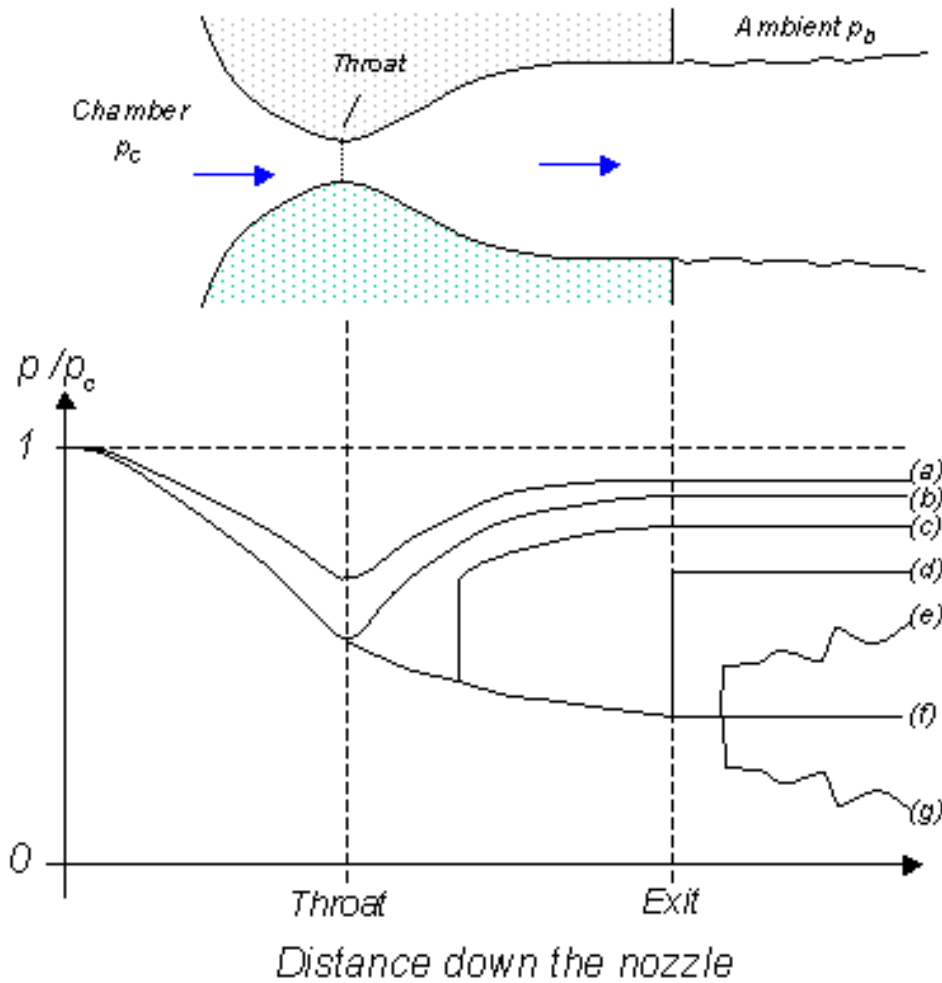 Ambient p_b
Throat
Chamber
p_c
p/p_c
1
(a)
(b)
(c)
(d)
(e)
(f)
(g)
0
Throat
Exit
Distance down the nozzle